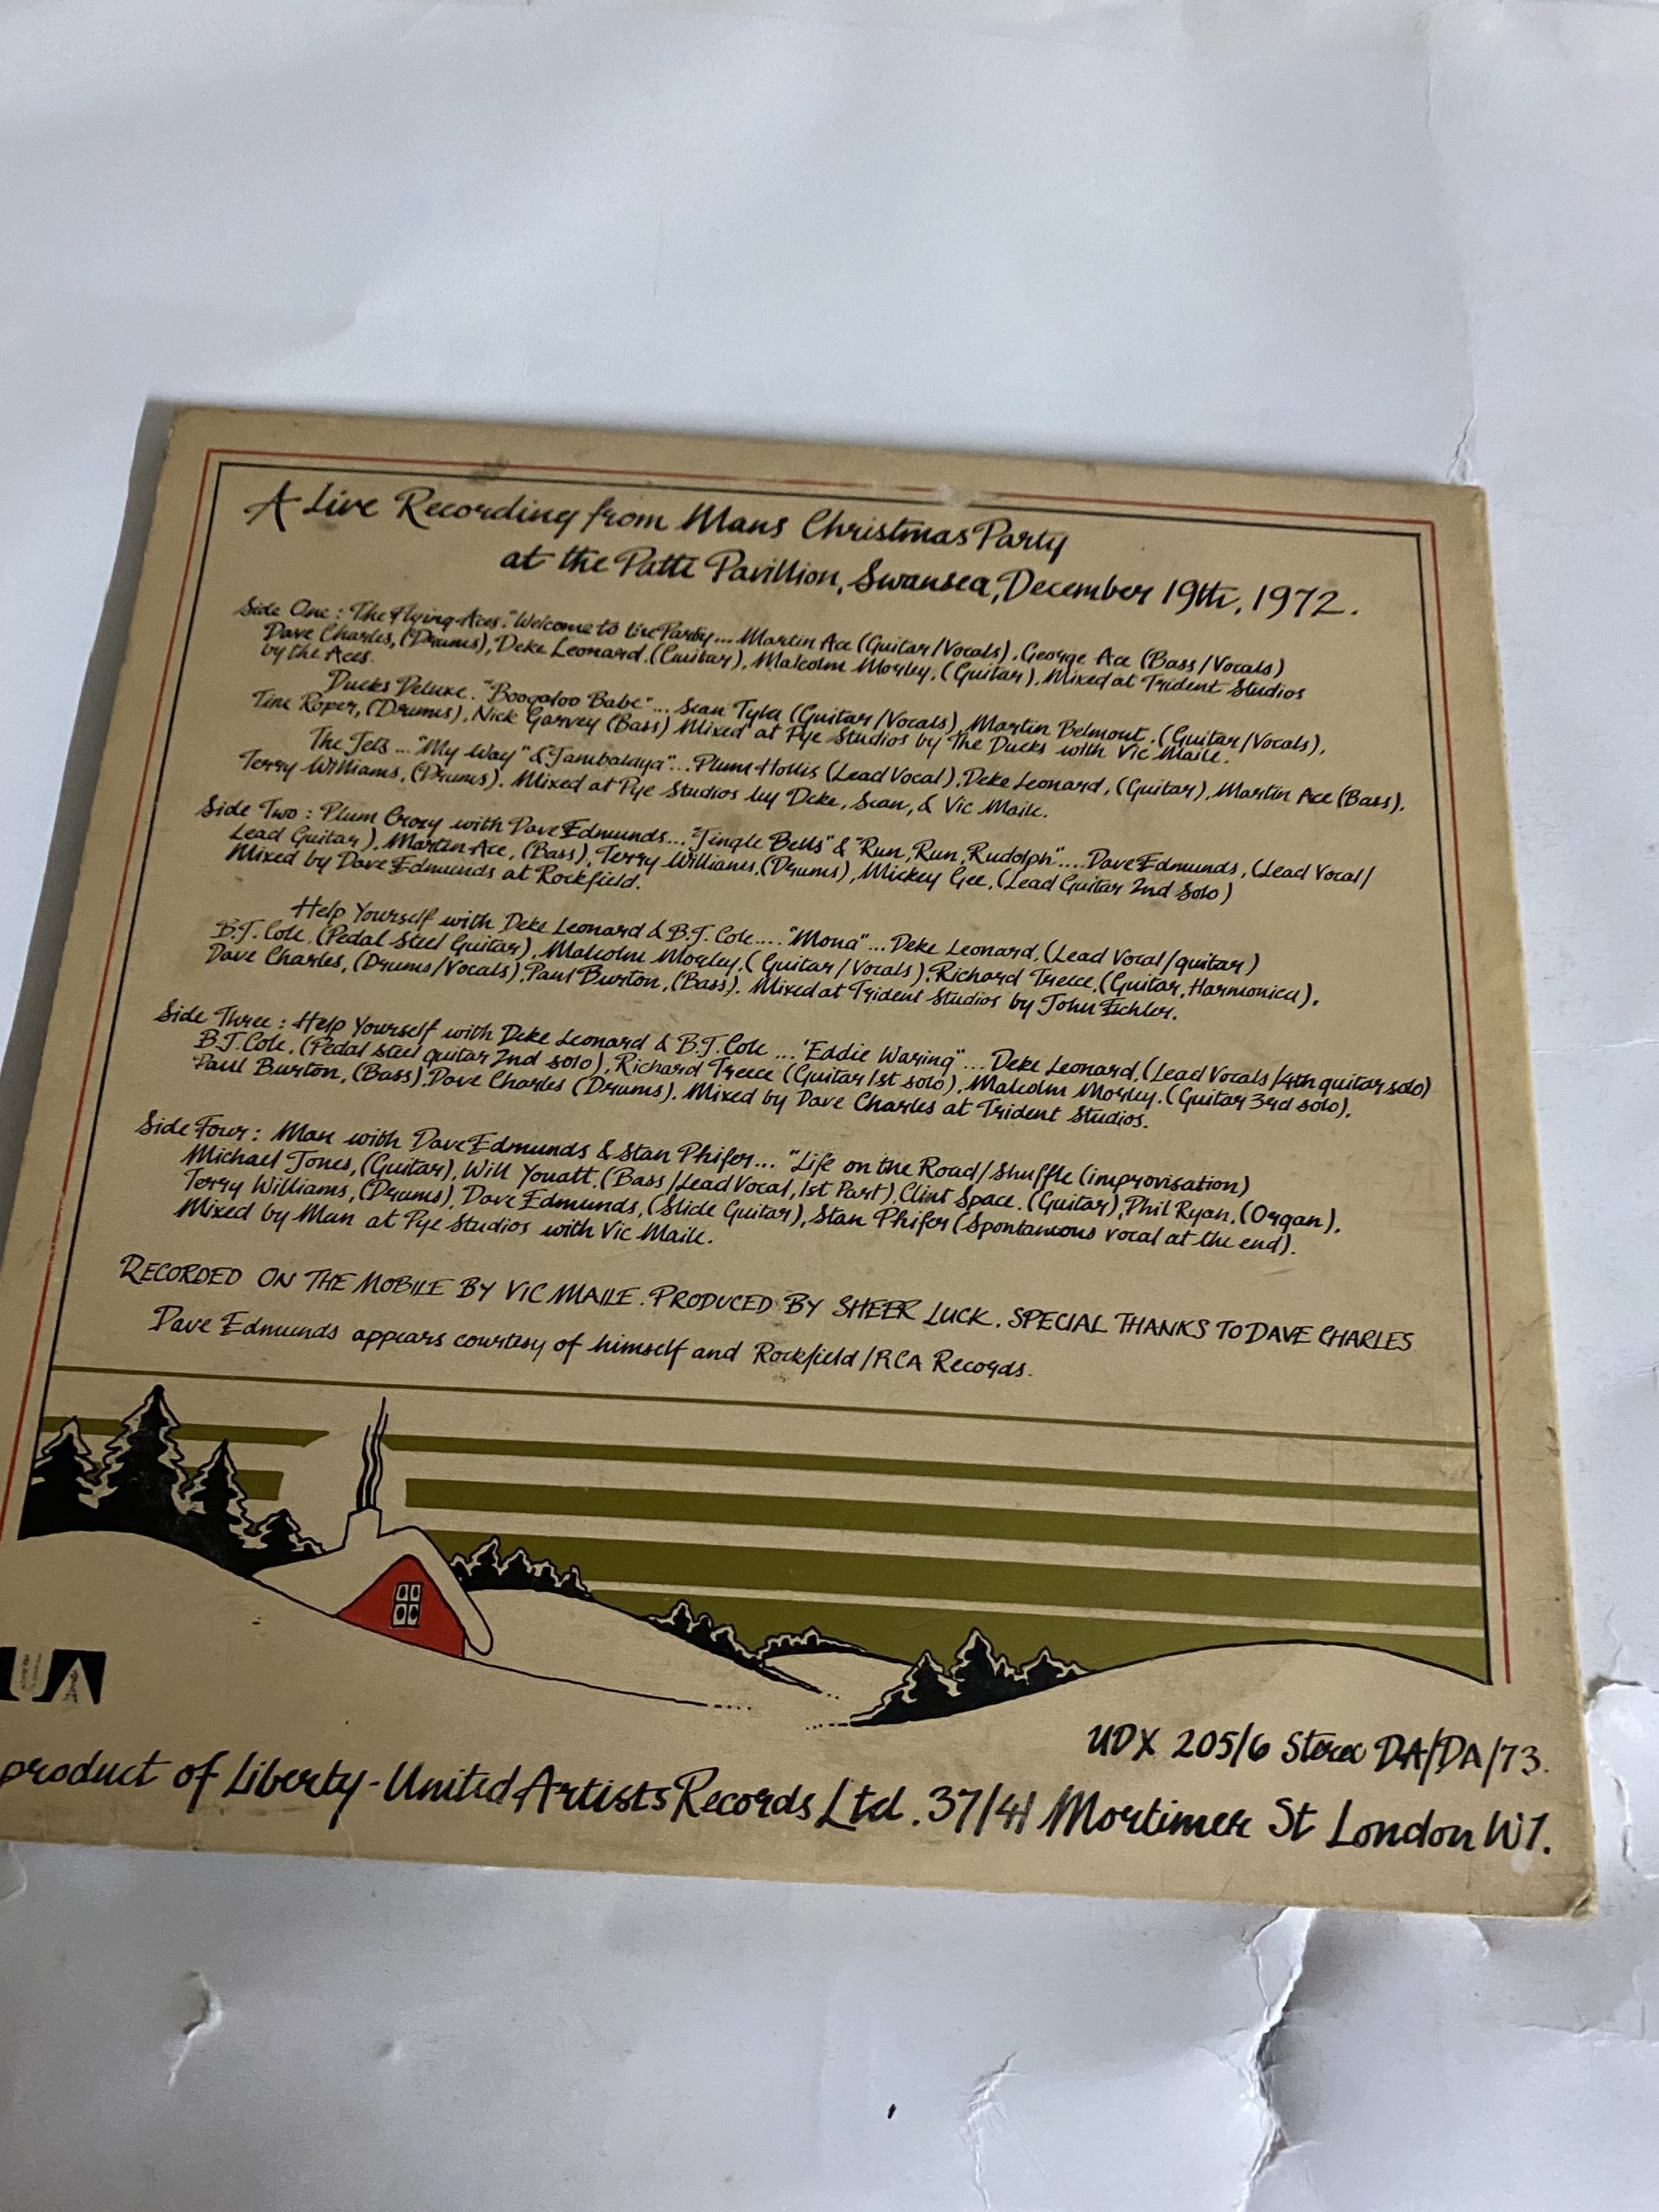 A Live Recording from Mans Christmas Party
at the Patti Pavillion, Swansea, December 19th, 1972.
Side One: The Flying Aces. "Welcome to the Party... Martin Ace (Guitar/Vocals), George Ace (Bass/Vocals)
Dave Charles, (Drums), Deke Leonard, (Guitar), Malcolm Morley, (Guitar), Mixed at Trident Studios
by the Aces.
Ducks Deluxe. "Boogaloo Babe"... Sean Tyla (Guitar/Vocals), Martin Belmont, (Guitar/Vocals),
Tim Roper, (Drums), Nick Garvey (Bass) Mixed at Pye Studios by The Ducks with Vic Maile.
The Jets... "My Way" & "Jambalaya"... Plum Hollis (Lead Vocal), Deke Leonard, (Guitar), Martin Ace (Bass),
Terry Williams, (Drums). Mixed at Pye Studios by Deke, Sean, & Vic Maile.
Side Two: Plum Crazy with Dave Edmunds... "Jingle Bells" & "Run, Run, Rudolph".... Dave Edmunds, (Lead Vocal/
Lead Guitar), Martin Ace, (Bass), Terry Williams, (Drums), Mickey Gee, (Lead Guitar 2nd Solo)
Mixed by Dave Edmunds at Rockfield.
Help Yourself with Deke Leonard & B.J. Cole.... "Mona"... Deke Leonard, (Lead Vocal/guitar)
B.J. Cole, (Pedal Steel Guitar), Malcolm Morley, (Guitar/Vocals), Richard Treece, (Guitar, Harmonica),
Dave Charles, (Drums/Vocals), Paul Burton, (Bass). Mixed at Trident Studios by John Eichler.
Side Three: Help Yourself with Deke Leonard & B.J. Cole.... 'Eddie Waring"... Deke Leonard, (Lead Vocals/4th guitar solo)
B.J. Cole, (Pedal steel guitar 2nd solo), Richard Treece (Guitar 1st solo), Malcolm Morley. (Guitar 3rd solo),
Paul Burton, (Bass), Dave Charles (Drums). Mixed by Dave Charles at Trident Studios.
Side Four: Man with Dave Edmunds & Stan Phifer... "Life on the Road/Shuffle (improvisation)
Michael Jones, (Guitar), Will Youatt, (Bass/Lead Vocal, 1st Part), Clint Space, (Guitar), Phil Ryan, (Organ),
Terry Williams, (Drums), Dave Edmunds, (Slide Guitar), Stan Phifer (Spontaneous vocal at the end).
Mixed by Man at Pye Studios with Vic Maile.
RECORDED ON THE MOBILE BY VIC MAILE. PRODUCED BY SHEER LUCK. SPECIAL THANKS TO DAVE CHARLES
Dave Edmunds appears courtesy of himself and Rockfield/RCA Records.
UA
UDX 205/6 Stereo DA/DA/73.
product of Liberty-United Artists Records Ltd. 37/41 Mortimer St London W1.